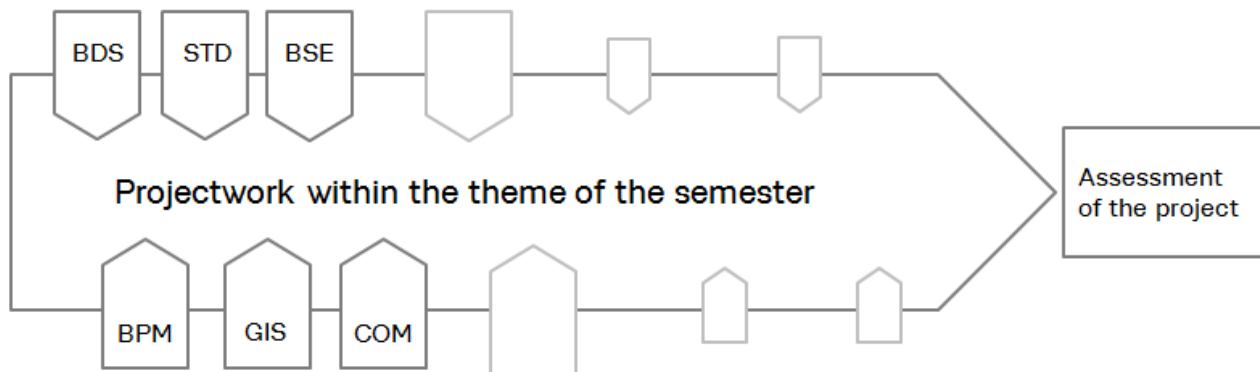 BDS STD BSE
Projectwork within the theme of the semester
Assessment
of the project
BPM GIS COM